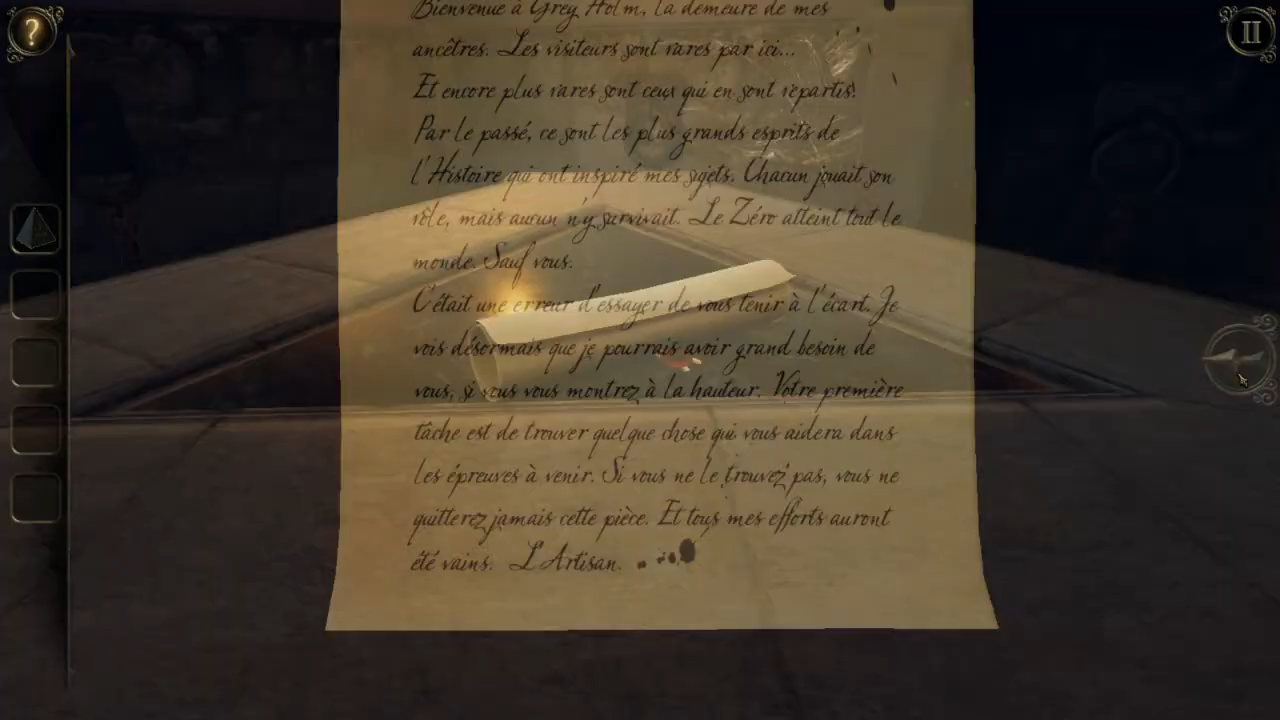 Bienvenue à Grey Holm, la demeure de mes
ancêtres. Les visiteurs sont rares par ici...
Et encore plus rares sont ceux qui en sont repartis.
Par le passé, ce sont les plus grands esprits de
l'Histoire qui ont inspiré mes sujets. Chacun jouait son
rôle, mais aucun n'y survivait. Le Zéro atteint tout le
monde. Sauf vous.
C'était une erreur d'essayer de vous tenir à l'écart. Je
vois désormais que je pourrais avoir grand besoin de
vous, si vous vous montrez à la hauteur. Votre première
tâche est de trouver quelque chose qui vous aidera dans
les épreuves à venir. Si vous ne le trouvez pas, vous ne
quitterez jamais cette pièce. Et tous mes efforts auront
été vains. L'Artisan.
?